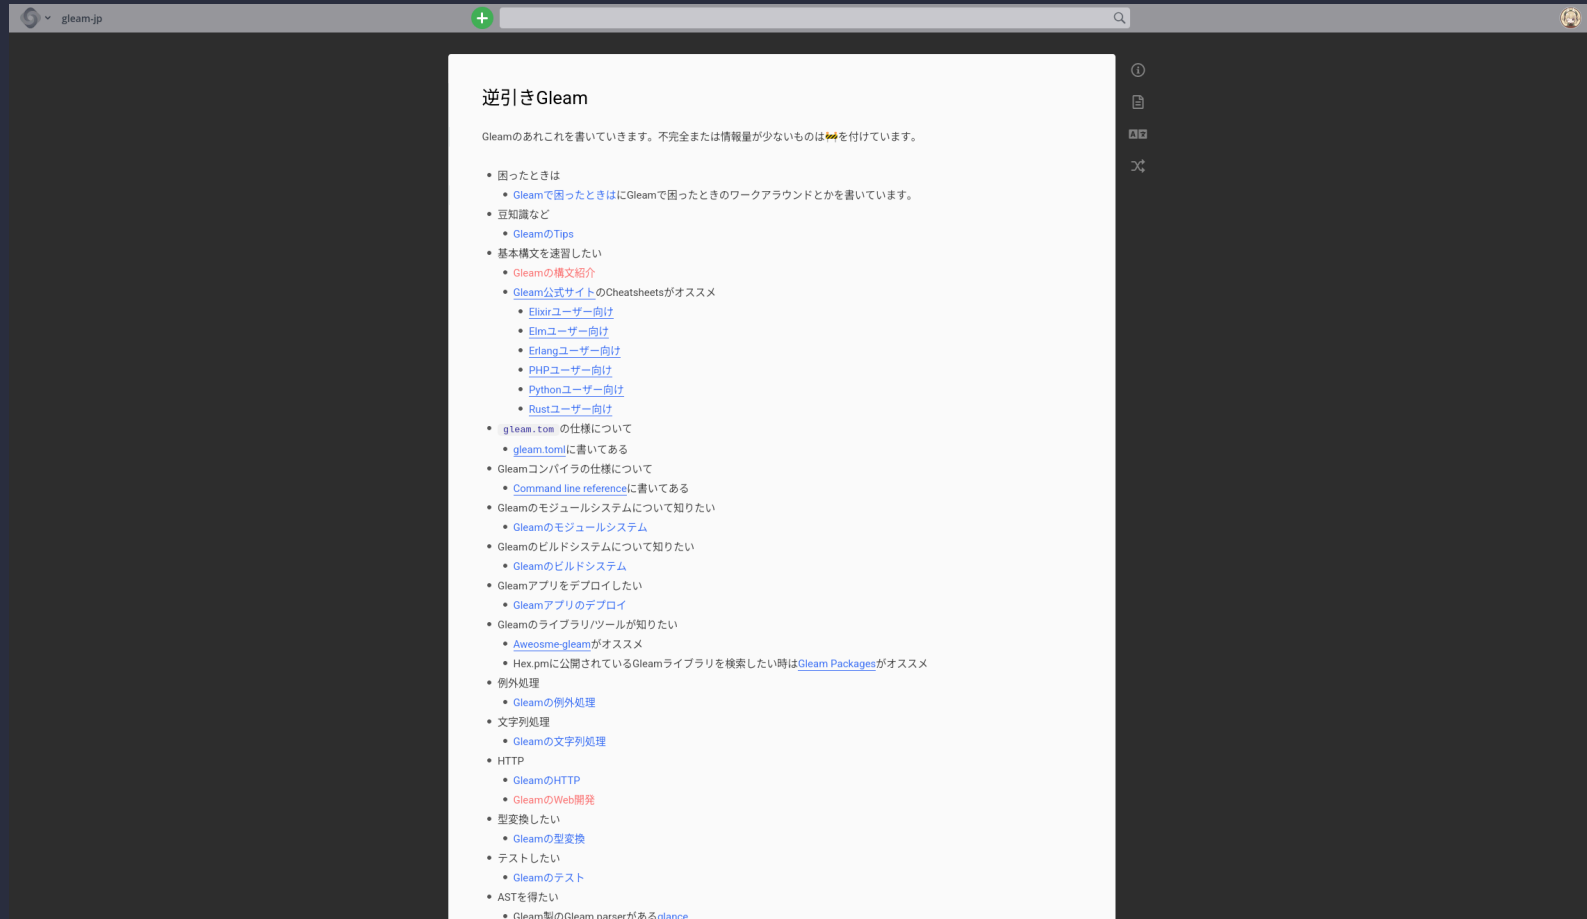 gleam-jp
逆引きGleam
Gleamのあれこれを書いていきます。不完全または情報量が少ないものは🚧を付けています。
困ったときは
Gleamで困ったときはにGleamで困ったときのワークアラウンドとかを書いています。
豆知識など
GleamのTips
基本構文を速習したい
Gleamの構文紹介
Gleam公式サイトのCheatsheetsがオススメ
Elixirユーザー向け
Elmユーザー向け
Erlangユーザー向け
PHPユーザー向け
Pythonユーザー向け
Rustユーザー向け
gleam.tom の仕様について
gleam.tomlに書いてある
Gleamコンパイラの仕様について
Command line referenceに書いてある
Gleamのモジュールシステムについて知りたい
Gleamのモジュールシステム
Gleamのビルドシステムについて知りたい
Gleamのビルドシステム
Gleamアプリをデプロイしたい
Gleamアプリのデプロイ
Gleamのライブラリ/ツールが知りたい
Aweosme-gleamがオススメ
Hex.pmに公開されているGleamライブラリを検索したい時はGleam Packagesがオススメ
例外処理
Gleamの例外処理
文字列処理
Gleamの文字列処理
HTTP
GleamのHTTP
GleamのWeb開発
型変換したい
Gleamの型変換
テストしたい
Gleamのテスト
ASTを得たい
Gleam製のGleam parserがあるglance